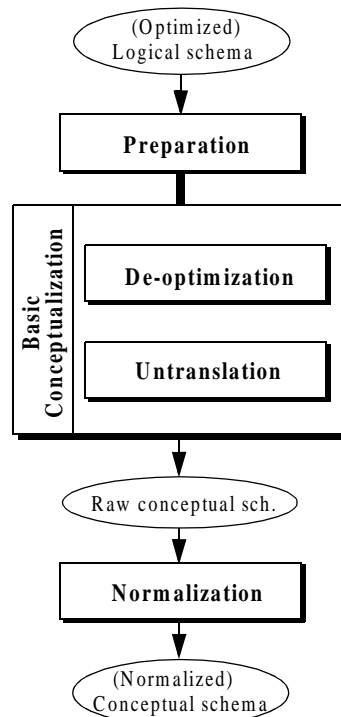 (Optimized)
Logical schema
Preparation
Basic
Conceptualization
De-optimization
Untranslation
Raw conceptual sch.
Normalization
(Normalized)
Conceptual schema